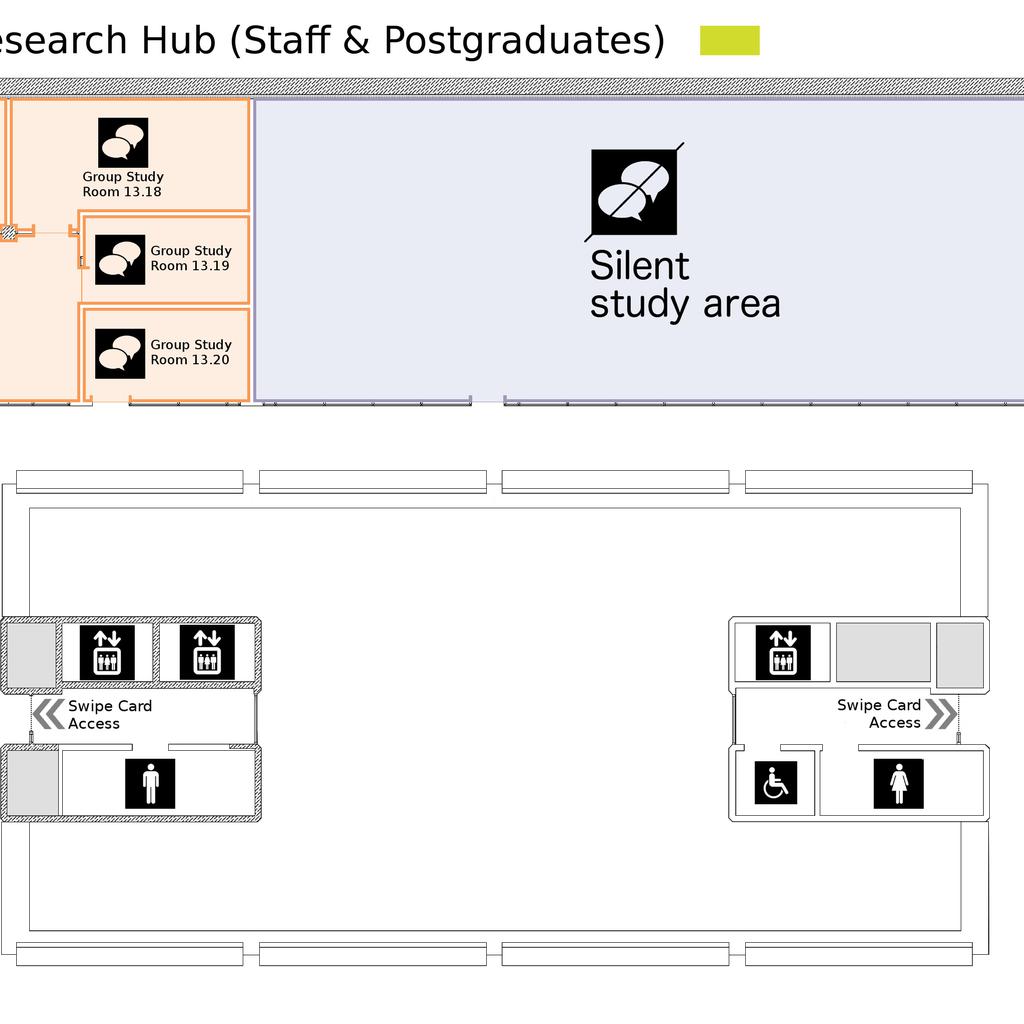 esearch Hub (Staff & Postgraduates)
Group Study
Room 13.18
Group Study
Room 13.19
Group Study
Room 13.20
Silent
study area
Swipe Card
Access
Swipe Card
Access